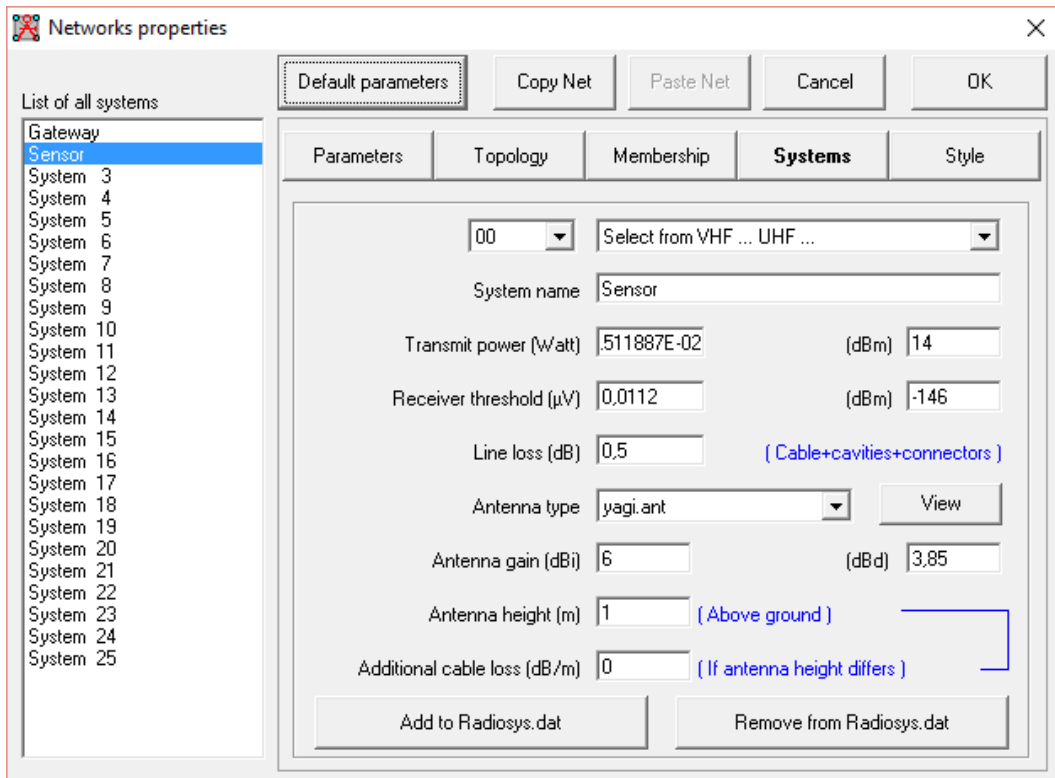 Networks properties
Default parameters Copy Net Paste Net Cancel OK
List of all systems
Gateway
Sensor
System 3
System 4
System 5
System 6
System 7
System 8
System 9
System 10
System 11
System 12
System 13
System 14
System 15
System 16
System 17
System 18
System 19
System 20
System 21
System 22
System 23
System 24
System 25
Parameters Topology Membership Systems Style
00 Select from VHF ... UHF ...
System name Sensor
Transmit power (Watt) .511887E-02 (dBm) 14
Receiver threshold (µV) 0,0112 (dBm) -146
Line loss (dB) 0,5 ( Cable+cavities+connectors )
Antenna type yagi.ant View
Antenna gain (dBi) 6 (dBd) 3,85
Antenna height (m) 1 ( Above ground )
Additional cable loss (dB/m) 0 ( If antenna height differs )
Add to Radiosys.dat Remove from Radiosys.dat